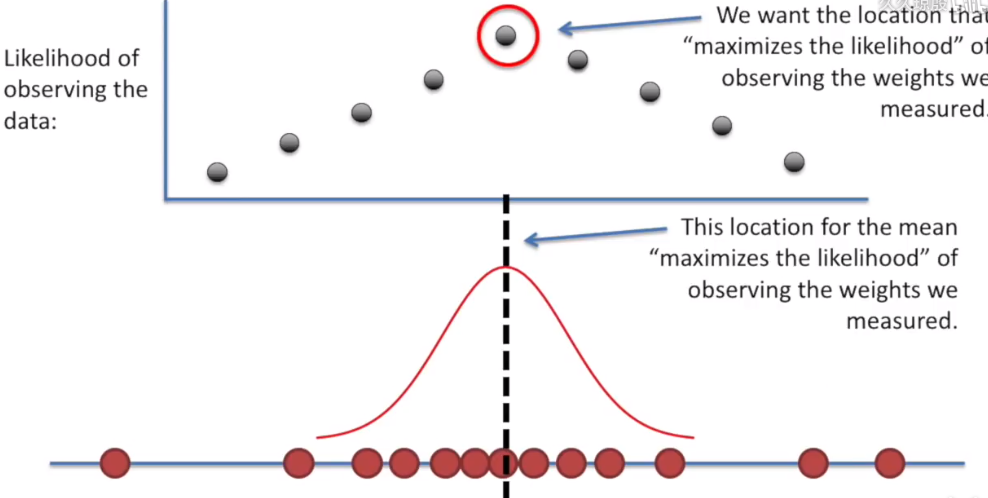 We want the location that
Likelihood of
observing the
data:
“maximizes the likelihood” of
observing the weights we
measured.
This location for the mean
“maximizes the likelihood” of
observing the weights we
measured.